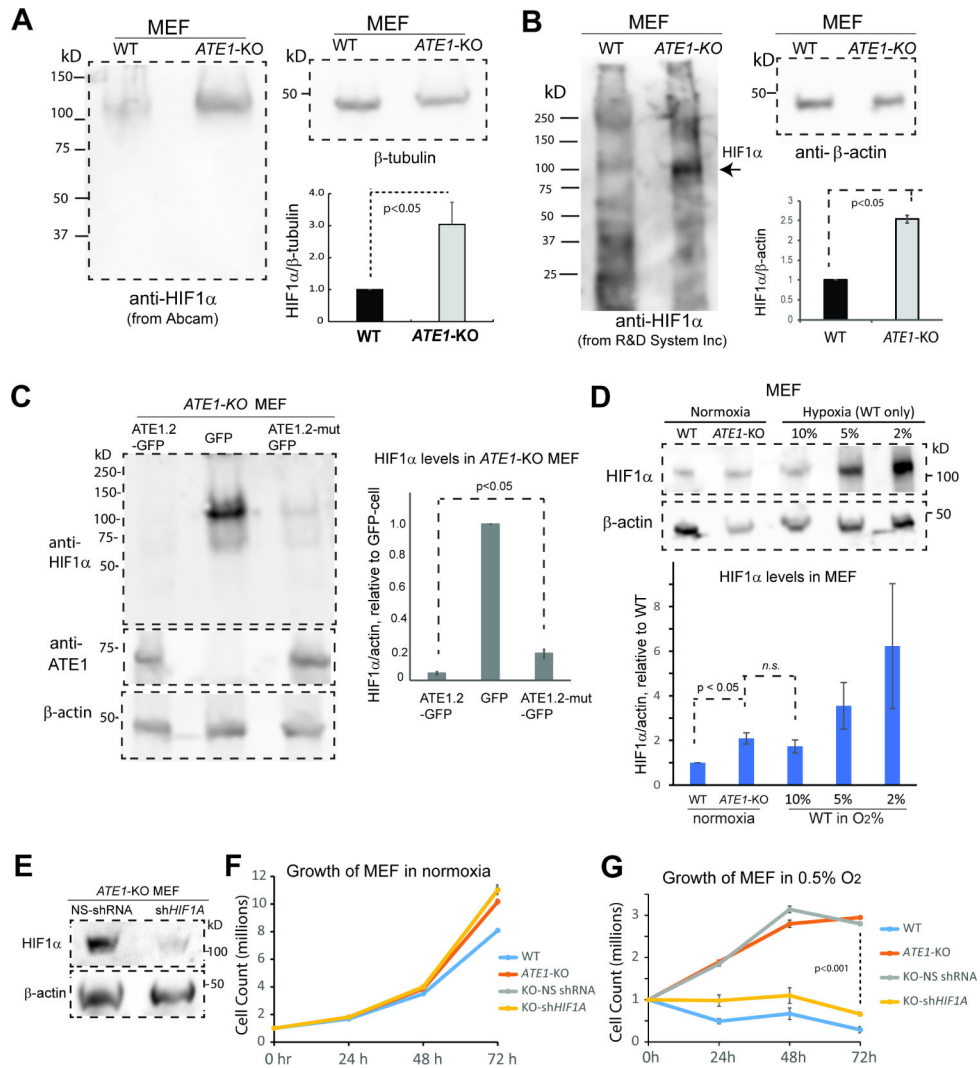 A
MEF
WT ATE1-KO
kD
150
100
75
50
37
anti-HIF1α
(from Abcam)
MEF
WT ATE1-KO
kD
50
β-tubulin
HIF1α/β-tubulin
4.0
3.0
2.0
1.0
0
p<0.05
WT ATE1-KO
B
MEF
WT ATE1-KO
kD
250
150
100
75
50
37
25
HIF1α
anti-HIF1α
(from R&D System Inc)
MEF
WT ATE1-KO
kD
50
anti- β-actin
HIF1α/β-actin
3
2.5
2
1.5
1
0.5
0
p<0.05
WT ATE1-KO
C
ATE1-KO MEF
ATE1.2
-GFP
GFP
ATE1.2-mut
GFP
kD
250-
150-
100-
75-
50-
anti-
HIF1α
anti-
ATE1
75-
β-actin
50-
HIF1α levels in ATE1-KO MEF
p<0.05
HIF1α/actin, relative to GFP-cell
1.0
0.8
0.6
0.4
0.2
0
ATE1.2
-GFP
GFP
ATE1.2-mut
-GFP
D
MEF
Normoxia Hypoxia (WT only)
WT ATE1-KO 10% 5% 2%
kD
HIF1α
100
β-actin
50
HIF1α levels in MEF
HIF1α/actin, relative to WT
8
6
4
2
0
p < 0.05
n.s.
WT ATE1-KO 10% 5% 2%
normoxia WT in O2%
E
ATE1-KO MEF
NS-shRNA shHIF1A
kD
HIF1α
100
β-actin
50
F
Growth of MEF in normoxia
Cell Count (millions)
12
10
8
6
4
2
0
0 hr 24 h 48 h 72 h
WT
ATE1-KO
KO-NS shRNA
KO-shHIF1A
G
Growth of MEF in 0.5% O2
Cell Count (millions)
3
2
1
0
0h 24h 48h 72h
p<0.001
WT
ATE1-KO
KO-NS shRNA
KO-shHIF1A